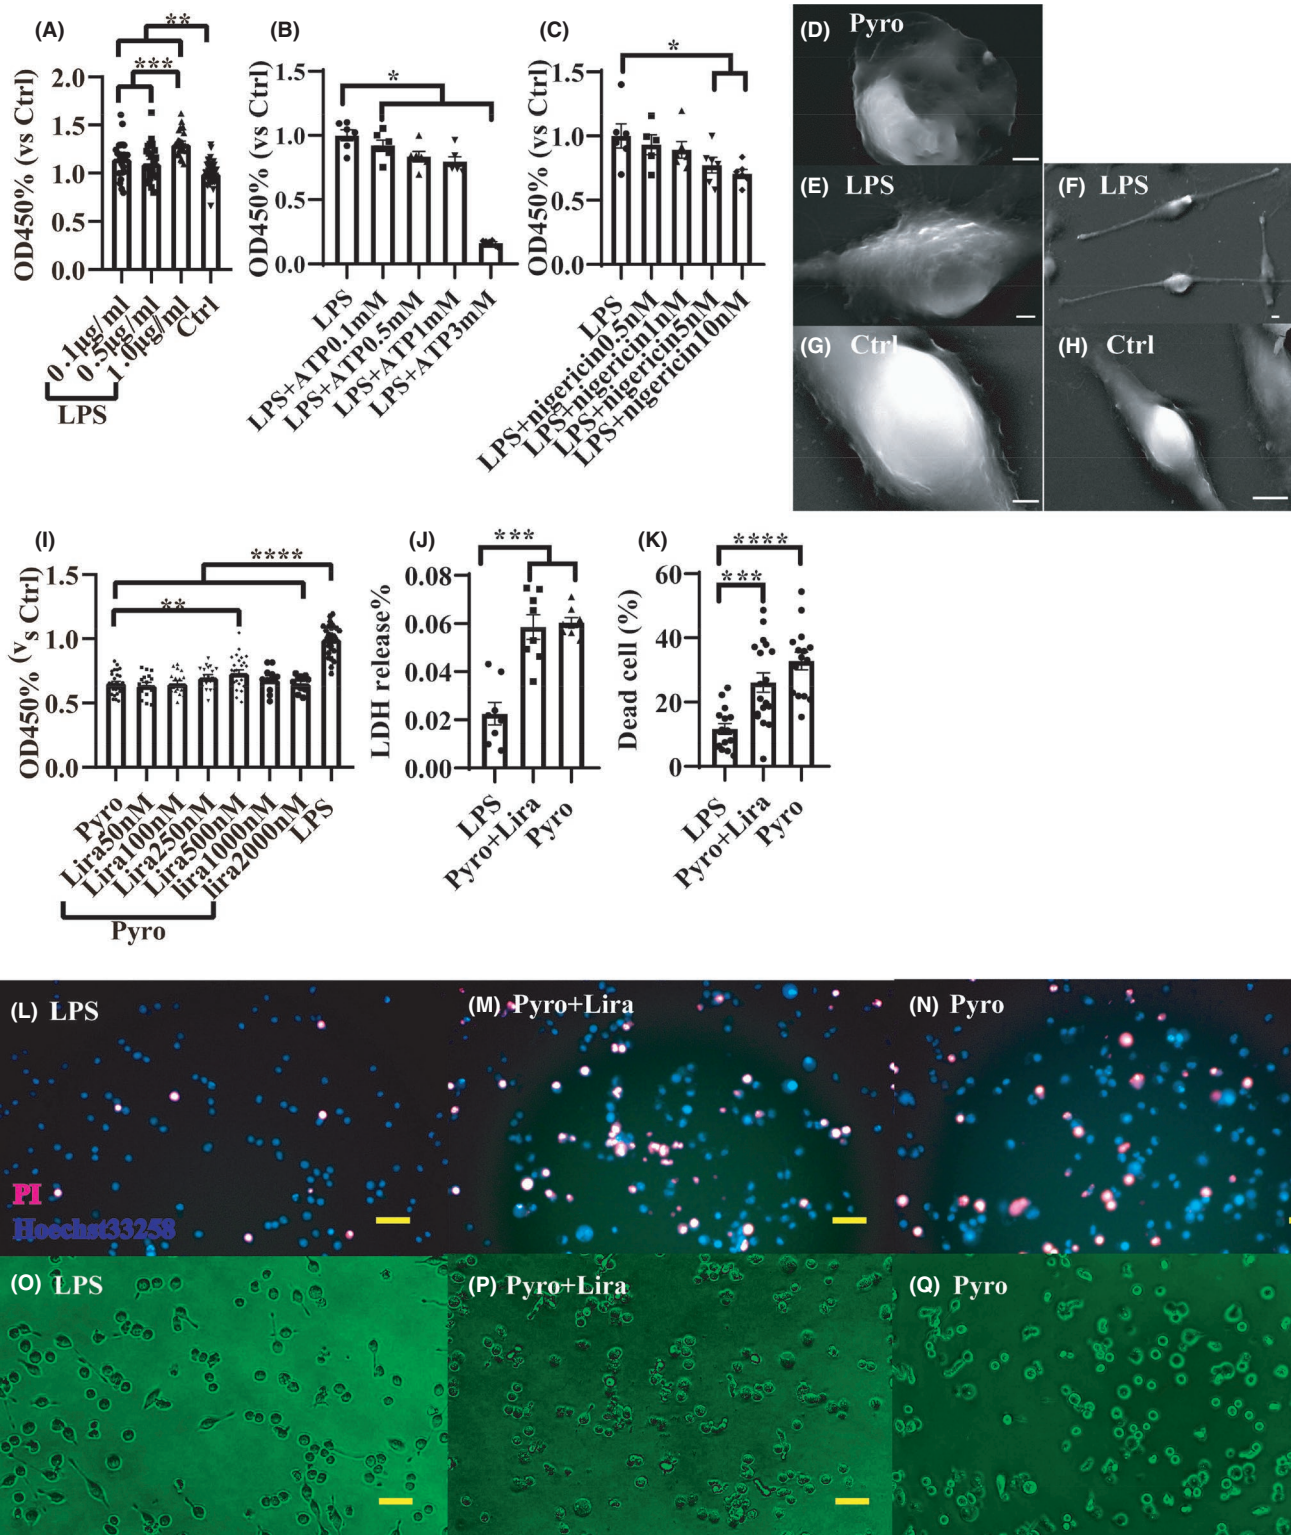 (A)
**
***
OD450% (vs Ctrl)
2.0
1.5
1.0
0.5
0.0
0.1μg/ml
0.5μg/ml
1.0μg/ml
Ctrl
LPS
(B)
*
OD450% (vs Ctrl)
1.5
1.0
0.5
0.0
LPS
LPS+ATP0.1mM
LPS+ATP0.5mM
LPS+ATP1mM
LPS+ATP3mM
(C)
*
OD450% (vs Ctrl)
1.5
1.0
0.5
0.0
LPS
LPS+nigericin0.5nM
LPS+nigericin1nM
LPS+nigericin5nM
LPS+nigericin10nM
(D) Pyro
(E) LPS
(F) LPS
(G) Ctrl
(H) Ctrl
(I)
****
**
OD450% (vs Ctrl)
1.5
1.0
0.5
0.0
Pyro
Lira50nM
Lira100nM
Lira250nM
Lira500nM
lira1000nM
lira2000nM
LPS
Pyro
(J)
***
LDH release%
0.08
0.06
0.04
0.02
0.00
LPS
Pyro+Lira
Pyro
(K)
****
***
Dead cell (%)
60
40
20
0
LPS
Pyro+Lira
Pyro
(L) LPS
PI
Hoechst33258
(M) Pyro+Lira
(N) Pyro
(O) LPS
(P) Pyro+Lira
(Q) Pyro